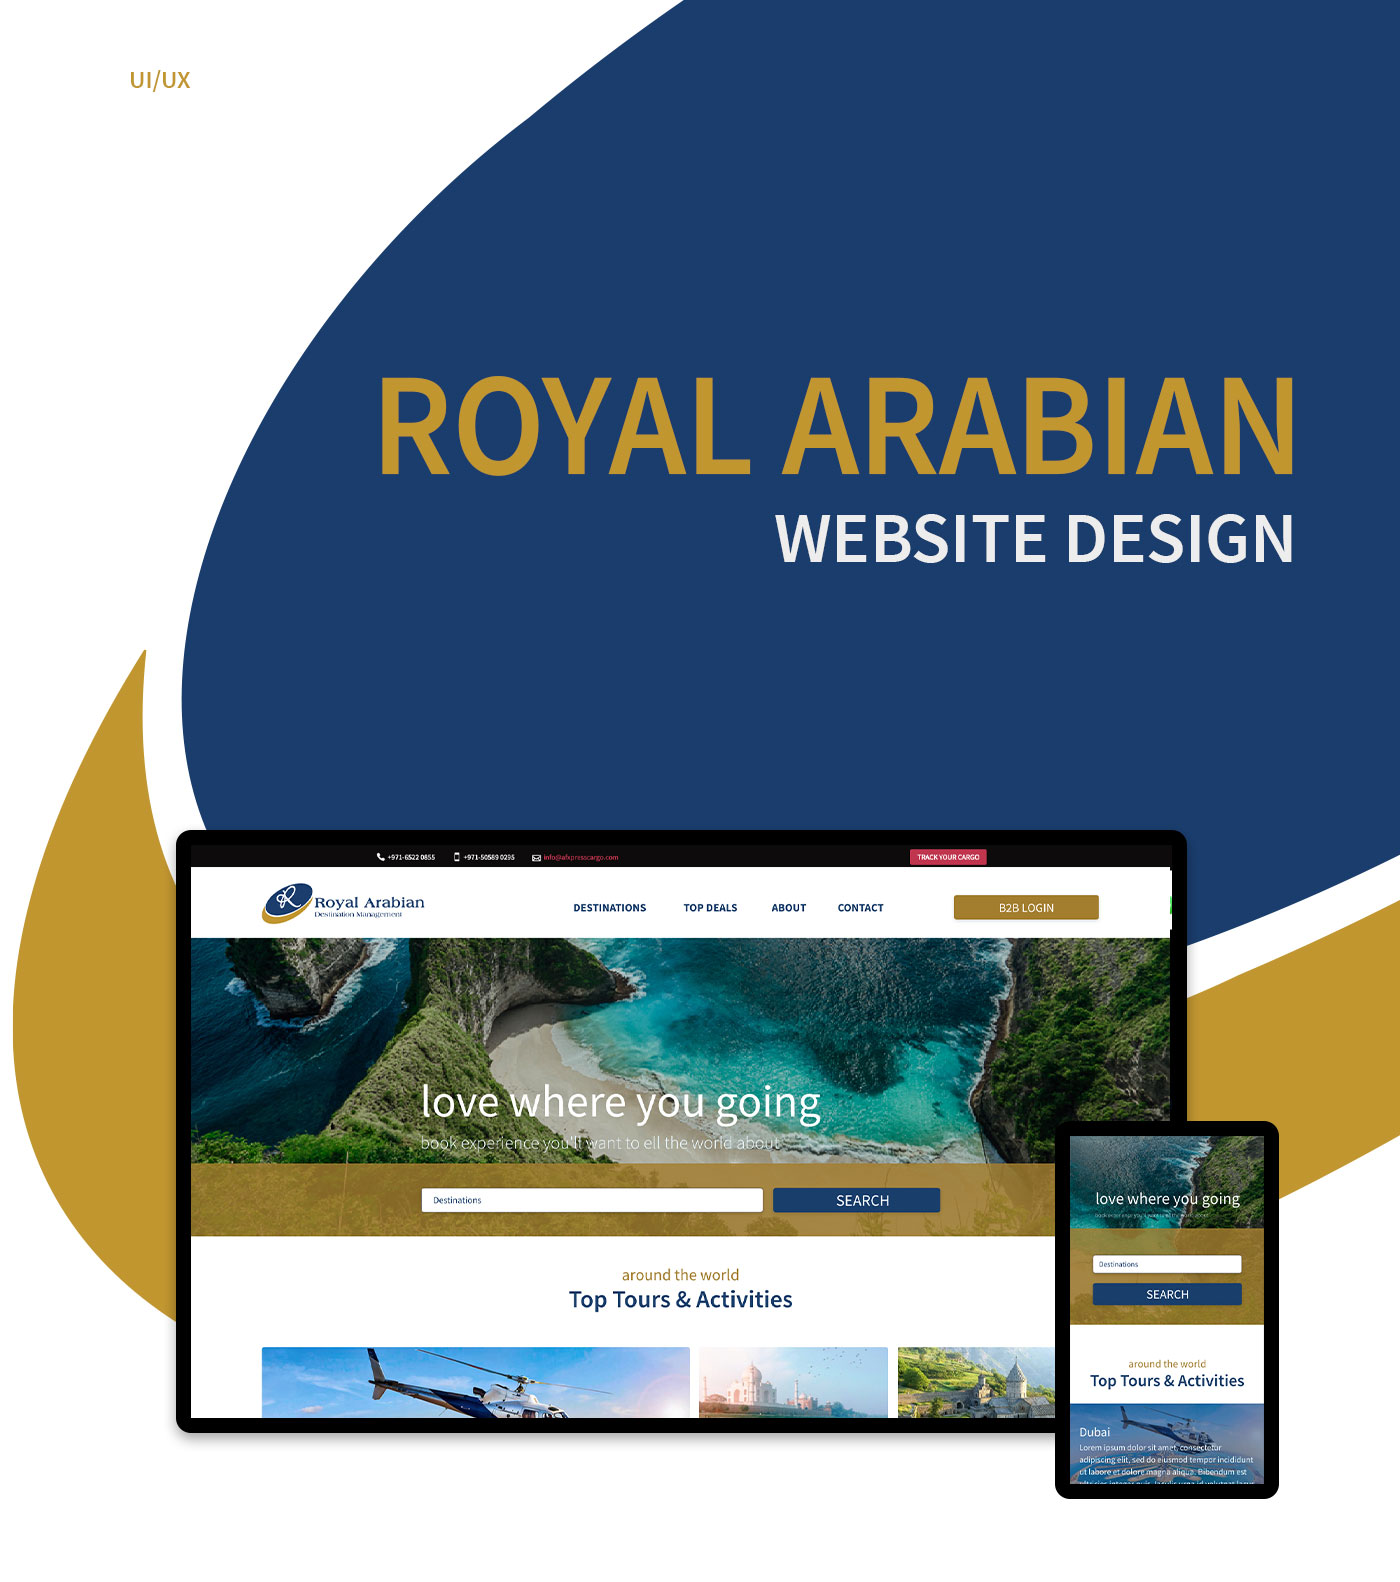 UI/UX
ROYAL ARABIAN
WEBSITE DESIGN
+971-6522 0855 +971-50589 0295 info@afxpresscargo.com TRACK YOUR CARGO
Royal Arabian
Destination Management
DESTINATIONS TOP DEALS ABOUT CONTACT B2B LOGIN
love where you going
book experience you'll want to ell the world about
Destinations SEARCH
around the world
Top Tours & Activities
love where you going
Destinations
SEARCH
around the world
Top Tours & Activities
Dubai
Lorem ipsum dolor sit amet, consectetur
adipiscing elit, sed do eiusmod tempor incididunt
ut labore et dolore magna aliqua. Bibendum est